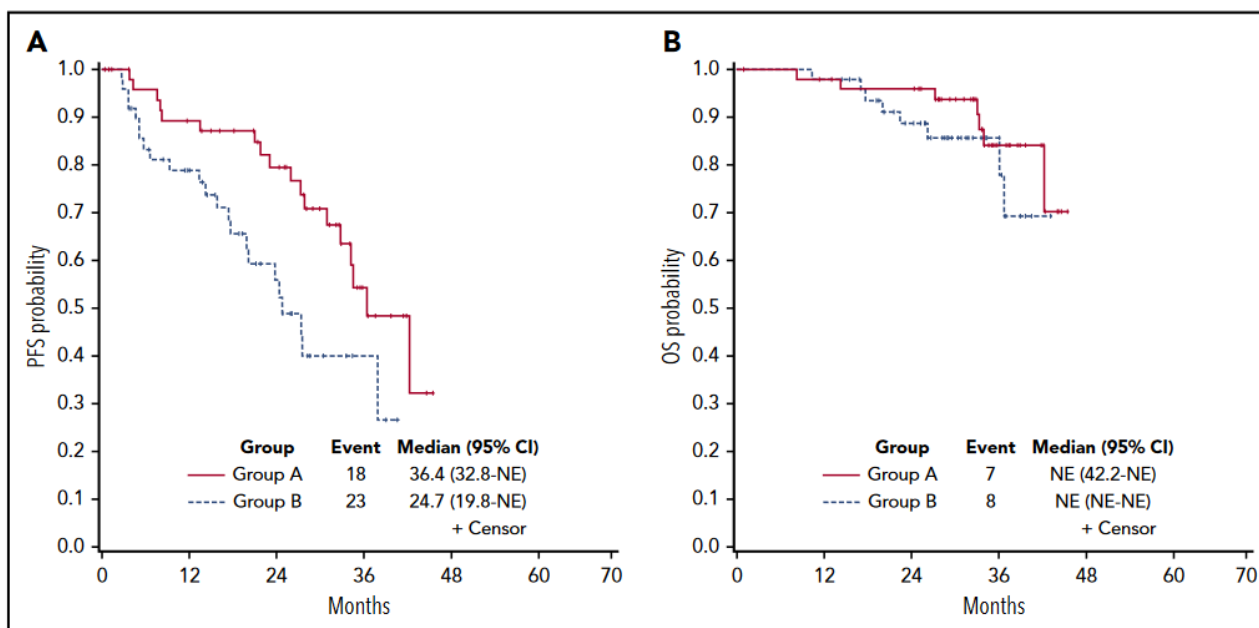 A
PFS probability
1.0
0.9
0.8
0.7
0.6
0.5
0.4
0.3
0.2
0.1
0.0
Group Event Median (95% CI)
Group A 18 36.4 (32.8-NE)
Group B 23 24.7 (19.8-NE)
+ Censor
0 12 24 36 48 60 70
Months
B
OS probability
1.0
0.9
0.8
0.7
0.6
0.5
0.4
0.3
0.2
0.1
0.0
Group Event Median (95% CI)
Group A 7 NE (42.2-NE)
Group B 8 NE (NE-NE)
+ Censor
0 12 24 36 48 60 70
Months